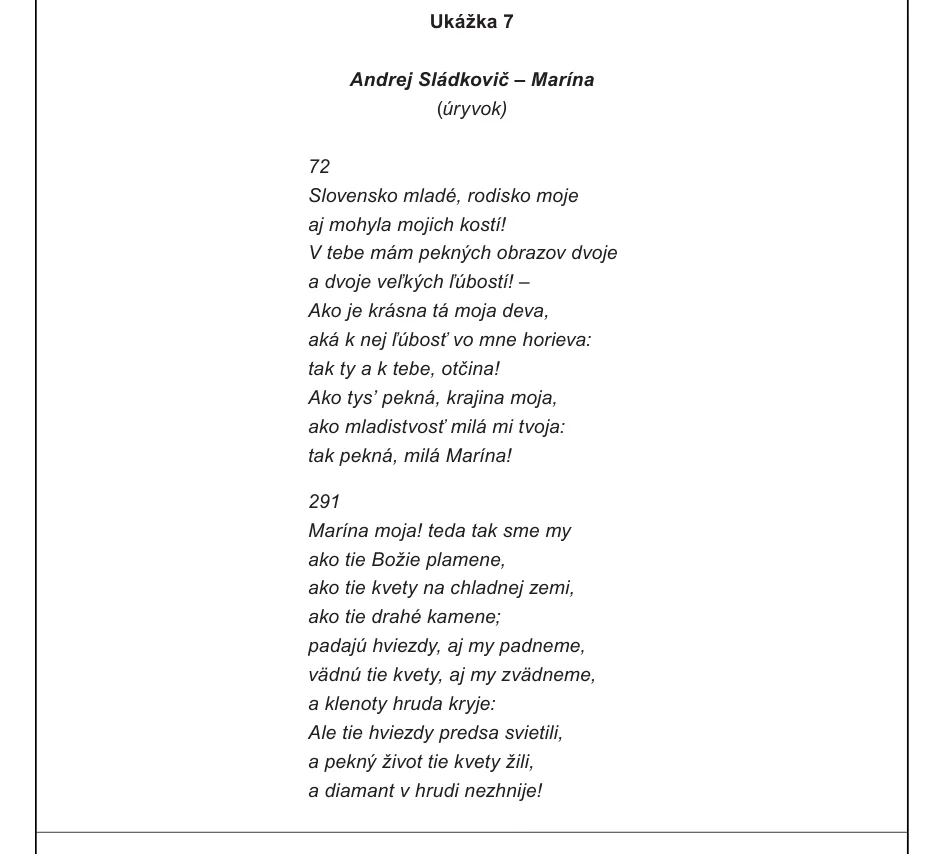 Ukážka 7
Andrej Sládkovič – Marína
(úryvok)
72
Slovensko mladé, rodisko moje
aj mohyla mojich kostí!
V tebe mám pekných obrazov dvoje
a dvoje veľkých ľúbostí! –
Ako je krásna tá moja deva,
aká k nej ľúbosť vo mne horieva:
tak ty a k tebe, otčina!
Ako tys’ pekná, krajina moja,
ako mladistvosť milá mi tvoja:
tak pekná, milá Marína!
291
Marína moja! teda tak sme my
ako tie Božie plamene,
ako tie kvety na chladnej zemi,
ako tie drahé kamene;
padajú hviezdy, aj my padneme,
vädnú tie kvety, aj my zvädneme,
a klenoty hruda kryje:
Ale tie hviezdy predsa svietili,
a pekný život tie kvety žili,
a diamant v hrudi nezhnije!